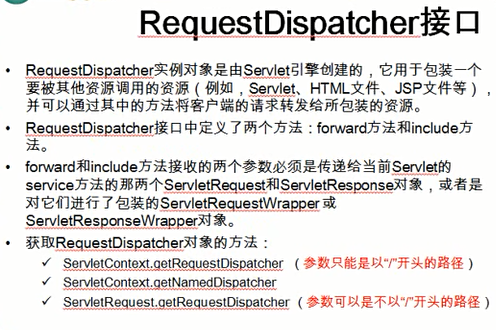 RequestDispatcher接口
• RequestDispatcher实例对象是由Servlet引擎创建的，它用于包装一个
要被其他资源调用的资源（例如，Servlet、HTML文件、JSP文件等），
并可以通过其中的方法将客户端的请求转发给所包装的资源。
• RequestDispatcher接口中定义了两个方法：forward方法和include方
法。
• forward和include方法接收的两个参数必须是传递给当前Servlet的
service方法的那两个ServletRequest和ServletResponse对象，或者是
对它们进行了包装的ServletRequestWrapper 或
ServletResponseWrapper对象。
• 获取RequestDispatcher对象的方法：
✓ ServletContext.getRequestDispatcher （参数只能是以“/”开头的路径）
✓ ServletContext.getNamedDispatcher
✓ ServletRequest.getRequestDispatcher （参数可以是不以“/”开头的路径）